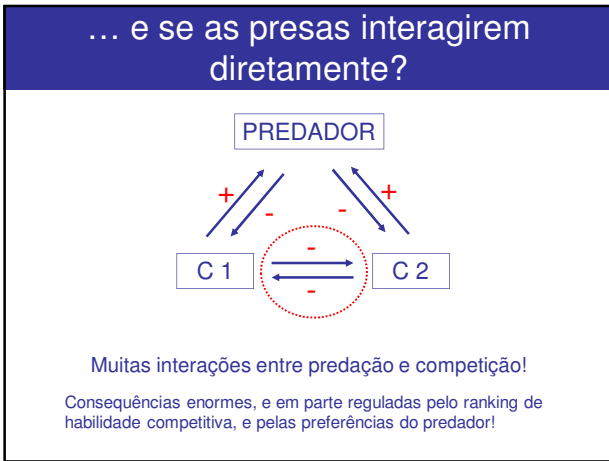 … e se as presas interagirem
diretamente?
PREDADOR
+
-
-
+
-
C 1
C 2
-
Muitas interações entre predação e competição!
Consequências enormes, e em parte reguladas pelo ranking de
habilidade competitiva, e pelas preferências do predador!